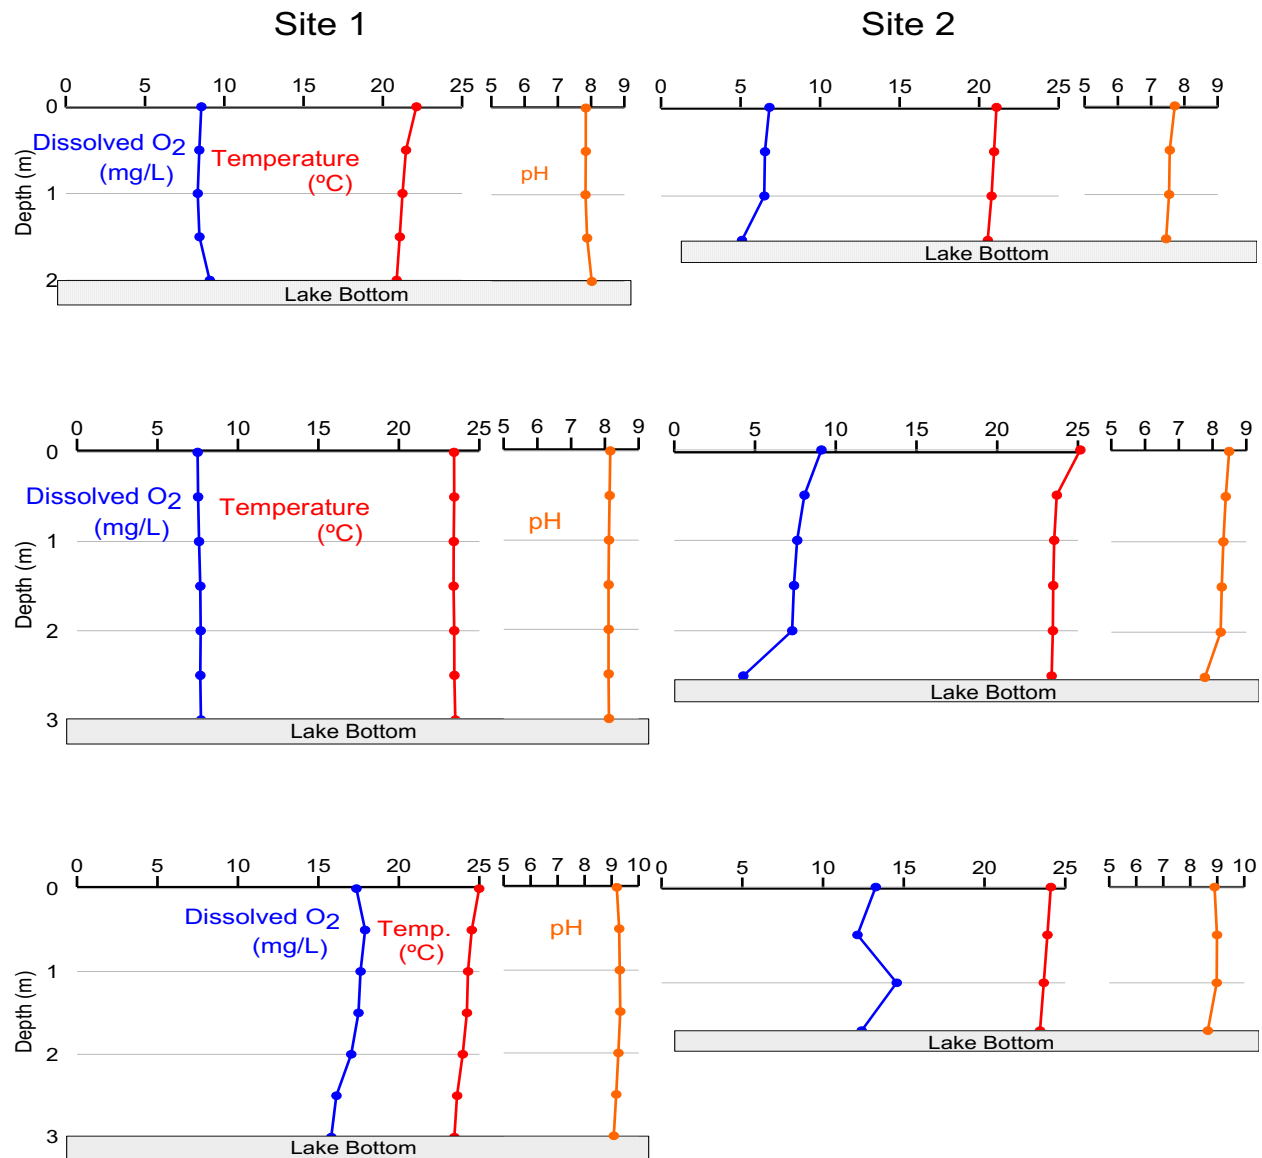 Site 1
Site 2
0 5 10 15 20 25 5 6 7 8 9
0 5 10 15 20 25 5 6 7 8 9
0
Dissolved O2
(mg/L)
Temperature
(ºC)
pH
Depth (m)
1
2
Lake Bottom
Lake Bottom
0 5 10 15 20 25 5 6 7 8 9
0 5 10 15 20 25 5 6 7 8 9
0
Dissolved O2
(mg/L)
Temperature
(ºC)
pH
Depth (m)
1
2
3
Lake Bottom
Lake Bottom
0 5 10 15 20 25 5 6 7 8 9 10
0 5 10 15 20 25 5 6 7 8 9 10
0
Dissolved O2
(mg/L)
Temp.
(ºC)
pH
Depth (m)
1
2
3
Lake Bottom
Lake Bottom